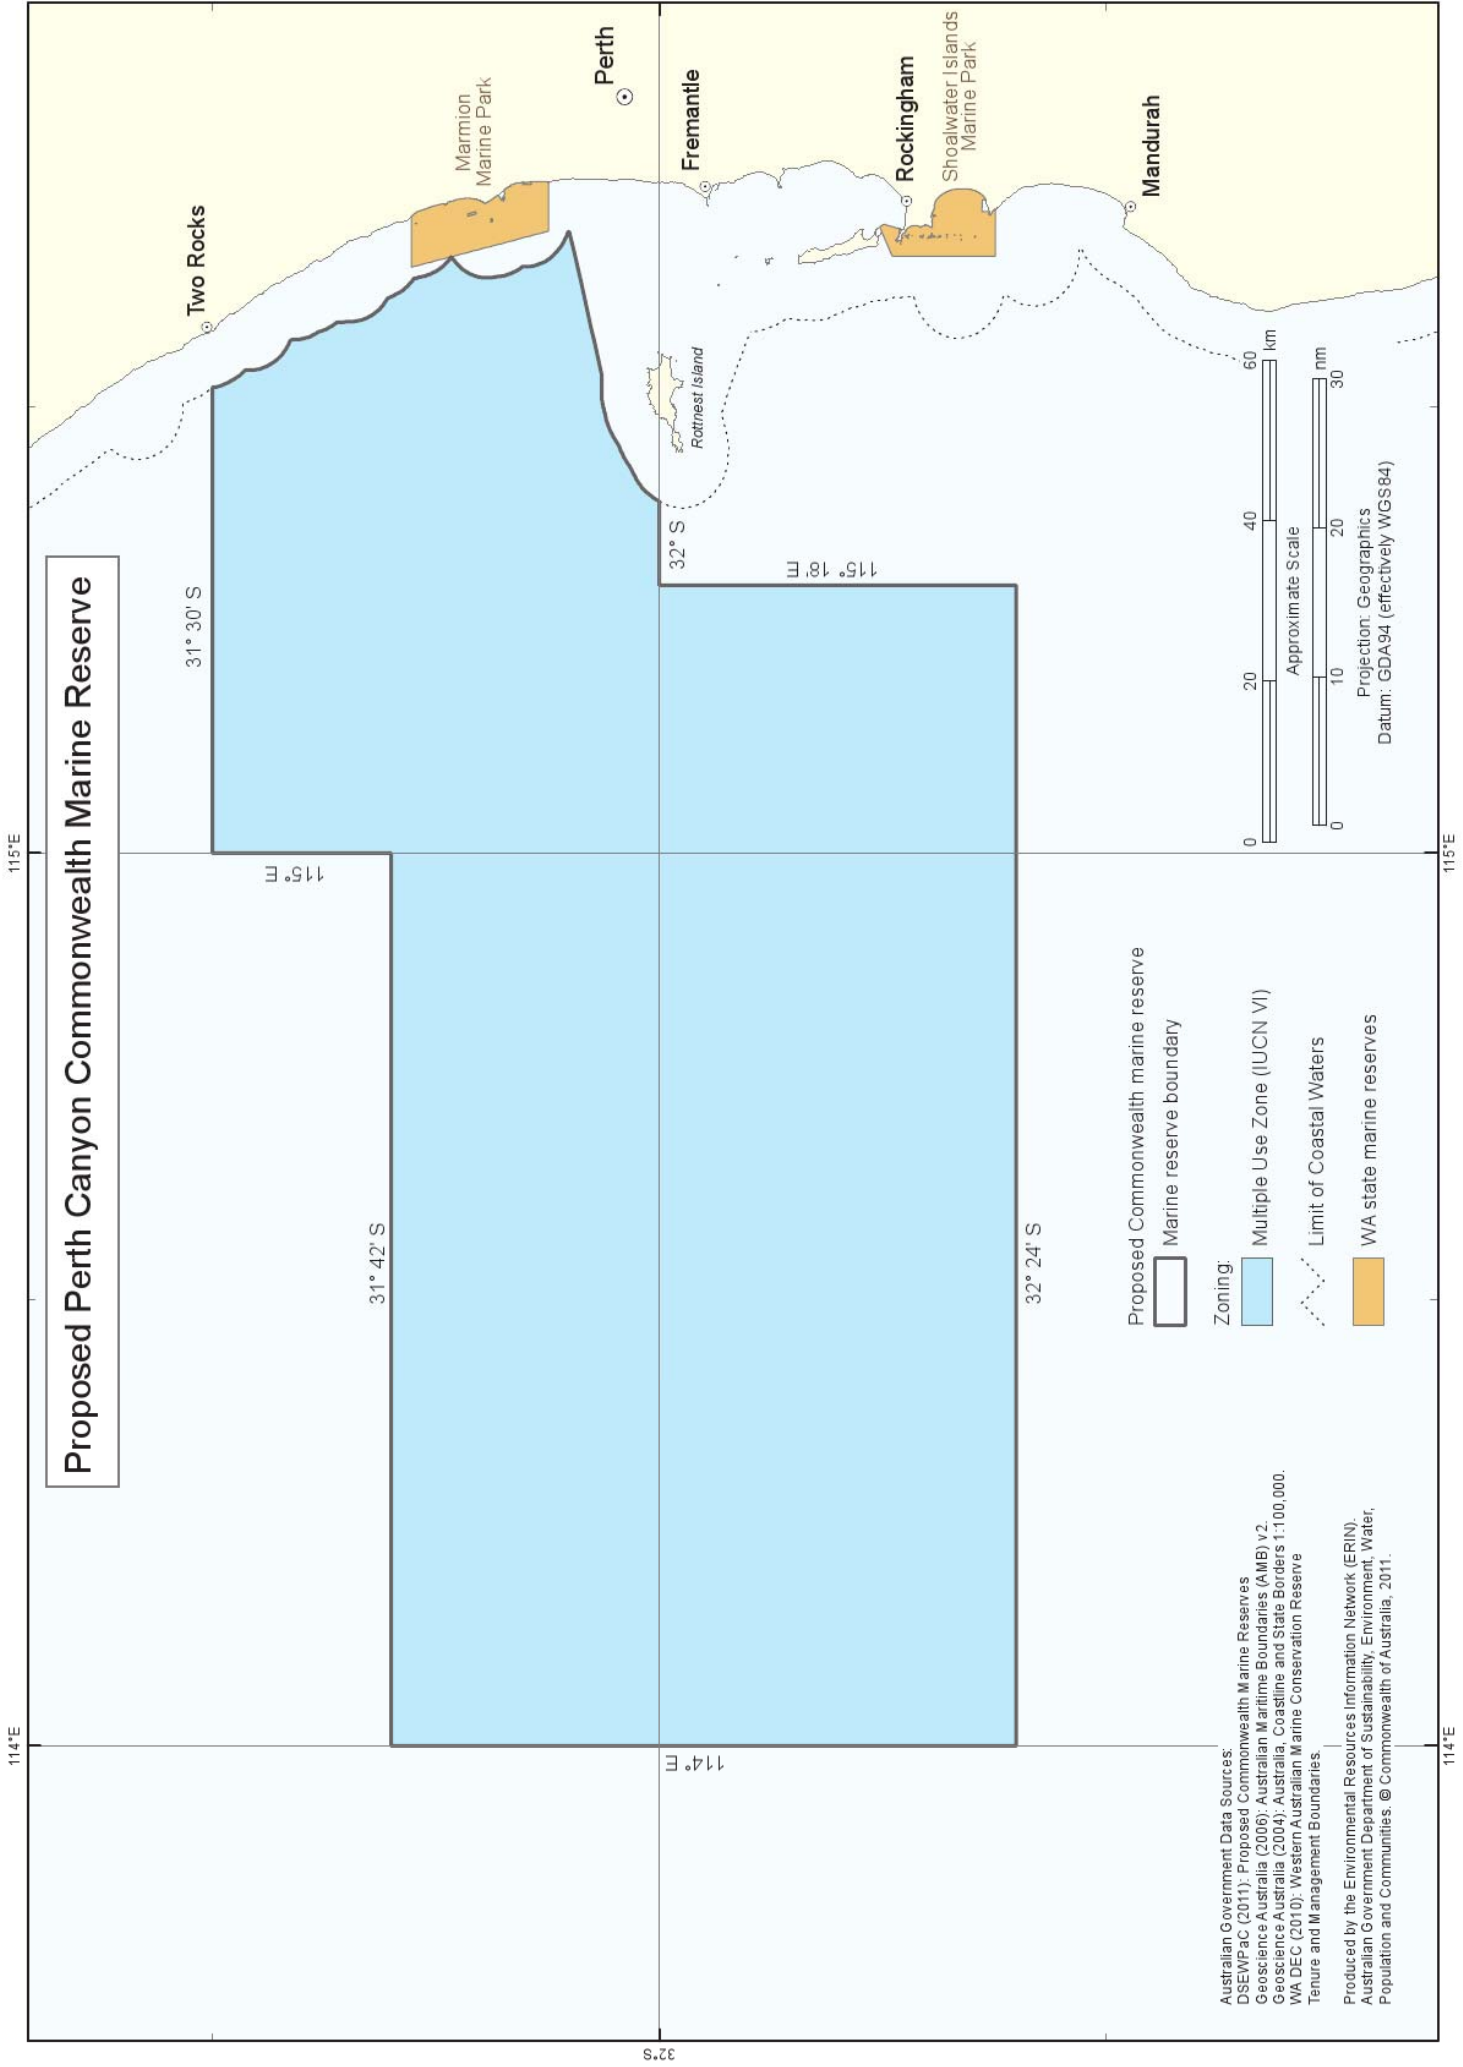 Proposed Perth Canyon Commonwealth Marine Reserve
114°E
115°E
32°S
31° 30' S
Two Rocks
115° E
31° 42' S
Marmion
Marine Park
Perth
32° S
Rottnest Island
Fremantle
114° E
115° 18' E
Rockingham
Shoalwater Islands
Marine Park
32° 24' S
Mandurah
Proposed Commonwealth marine reserve
Marine reserve boundary
Zoning:
Multiple Use Zone (IUCN VI)
Limit of Coastal Waters
WA state marine reserves
0
20
40
60
km
Approximate Scale
0
10
20
30
nm
Projection: Geographics
Datum: GDA94 (effectively WGS84)
Australian Government Data Sources:
DSEWPaC (2011): Proposed Commonwealth Marine Reserves
Geoscience Australia (2006): Australian Maritime Boundaries (AMB) v2.
Geoscience Australia (2004): Australia, Coastline and State Borders 1:100,000.
WA DEC (2010): Western Australian Marine Conservation Reserve
Tenure and Management Boundaries.
Produced by the Environmental Resources Information Network (ERIN).
Australian Government Department of Sustainability, Environment, Water,
Population and Communities. © Commonwealth of Australia, 2011.
114°E
115°E